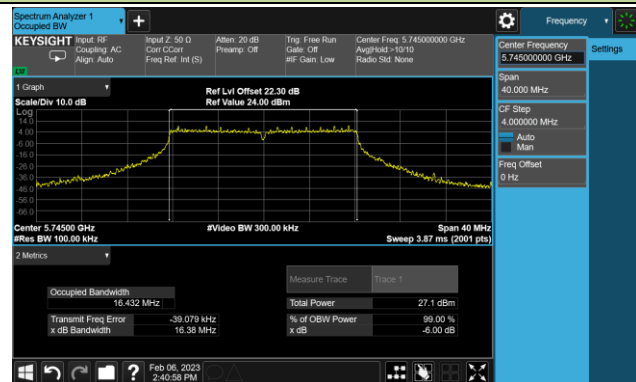 Spectrum Analyzer 1
Occupied BW
Frequency
KEYSIGHT
Input: RF
Coupling: AC
Align: Auto
Input Z: 50 Ω
Corr CCorr
Freq Ref: Int (S)
Atten: 20 dB
Preamp: Off
Trig: Free Run
Gate: Off
#IF Gain: Low
Center Freq: 5.745000000 GHz
Avg|Hold:>10/10
Radio Std: None
Center Frequency
5.745000000 GHz
Settings
Span
40.000 MHz
CF Step
4.000000 MHz
Auto
Man
Freq Offset
0 Hz
1 Graph
Scale/Div 10.0 dB
Ref Lvl Offset 22.30 dB
Ref Value 24.00 dBm
Log
14.0
4.00
-6.00
-16.0
-26.0
-36.0
-46.0
-56.0
-66.0
Center 5.74500 GHz
#Res BW 100.00 kHz
#Video BW 300.00 kHz
Span 40 MHz
Sweep 3.87 ms (2001 pts)
2 Metrics
Measure Trace
Trace 1
Occupied Bandwidth
16.432 MHz
Total Power 27.1 dBm
Transmit Freq Error -39.079 kHz
% of OBW Power 99.00 %
x dB Bandwidth 16.38 MHz
x dB -6.00 dB
Feb 06, 2023
2:40:58 PM